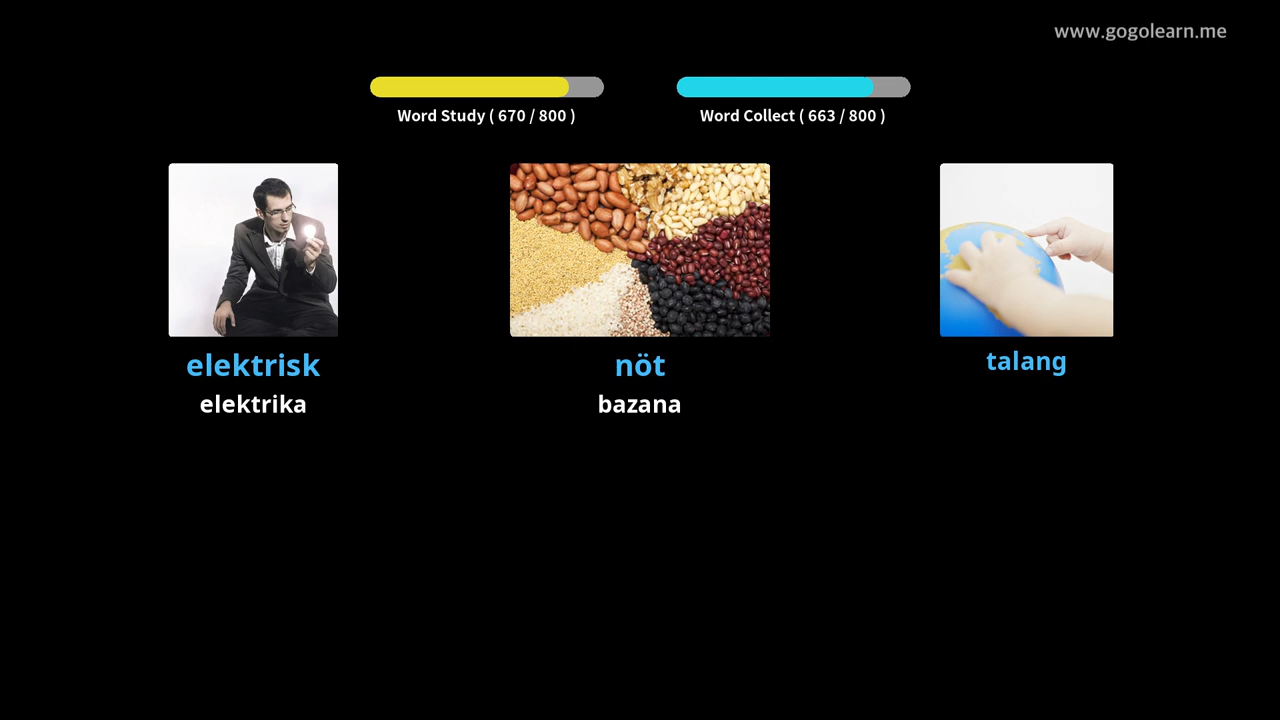 www.gogolearn.me
Word Study ( 670 / 800 )
Word Collect ( 663 / 800 )
elektrisk
elektrika
nöt
bazana
talang